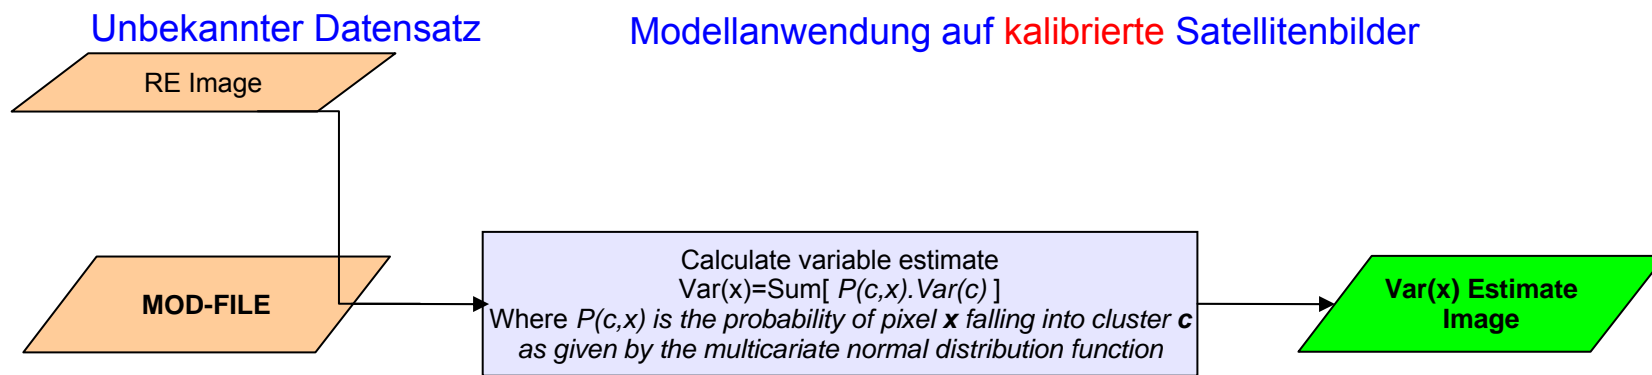 Unbekannter Datensatz
Modellanwendung auf kalibrierte Satellitenbilder
RE Image
MOD-FILE
Calculate variable estimate
Var(x)=Sum[ P(c,x).Var(c) ]
Where P(c,x) is the probability of pixel x falling into cluster c
as given by the multicariate normal distribution function
Var(x) Estimate
Image